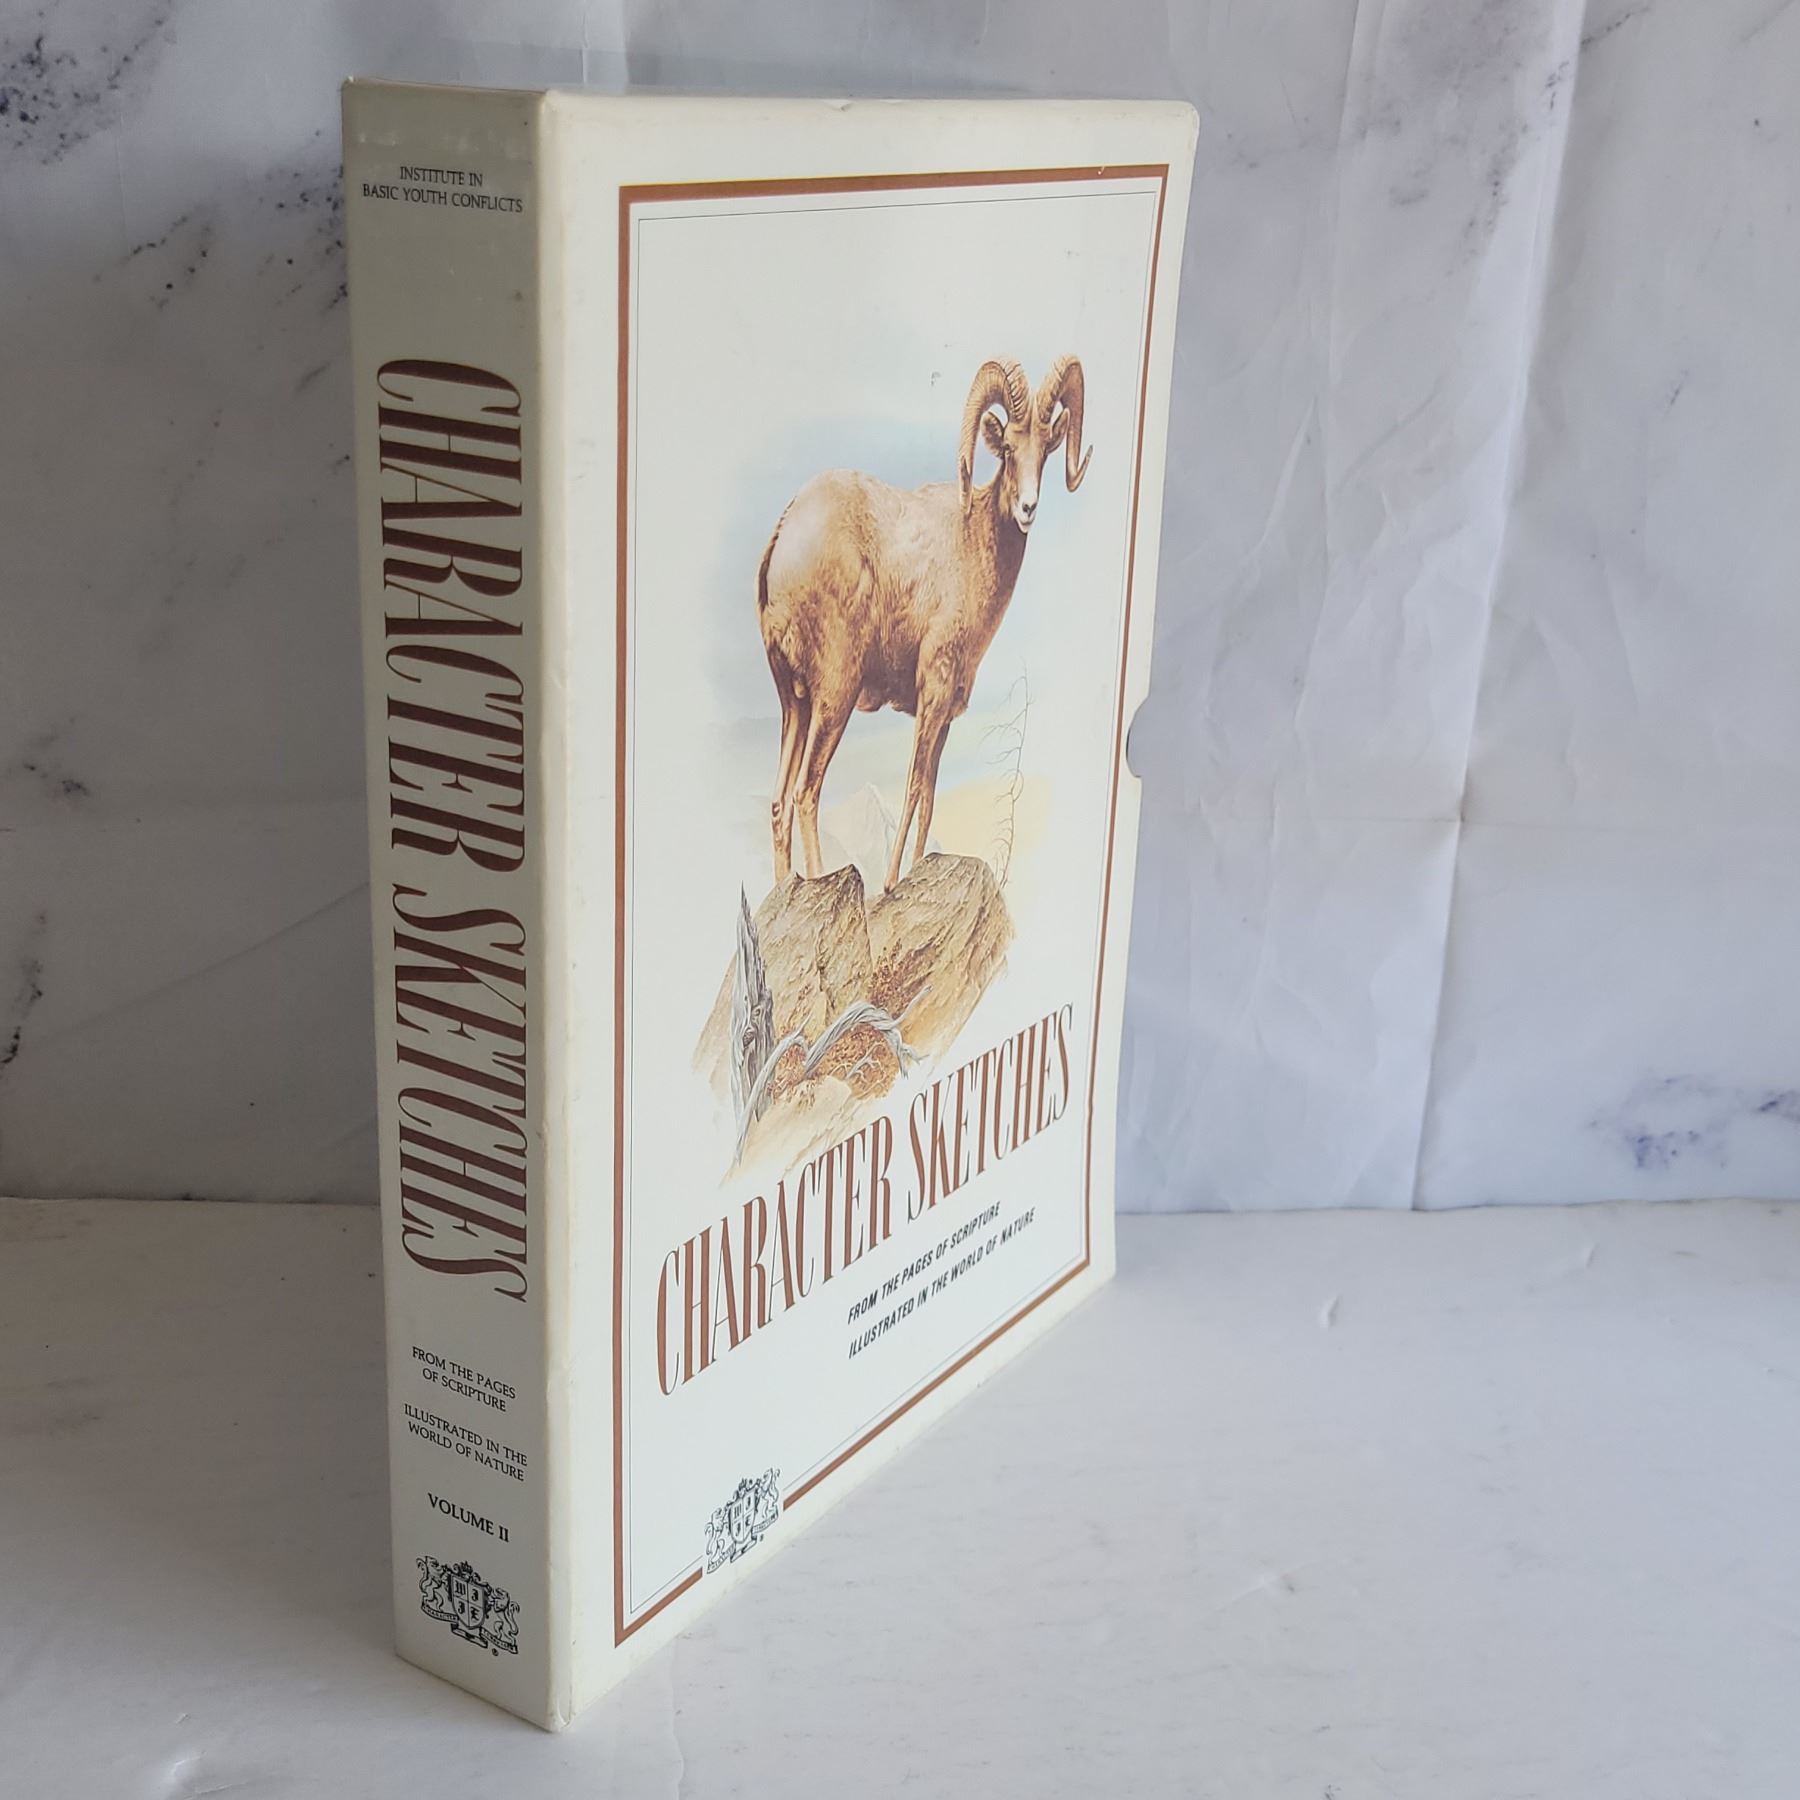 INSTITUTE IN
BASIC YOUTH CONFLICTS
CHARACTER SKETCHES
FROM THE PAGES
OF SCRIPTURE
ILLUSTRATED IN THE
WORLD OF NATURE
VOLUME II
CHARACTER SKETCHES
FROM THE PAGES OF SCRIPTURE
ILLUSTRATED IN THE WORLD OF NATURE